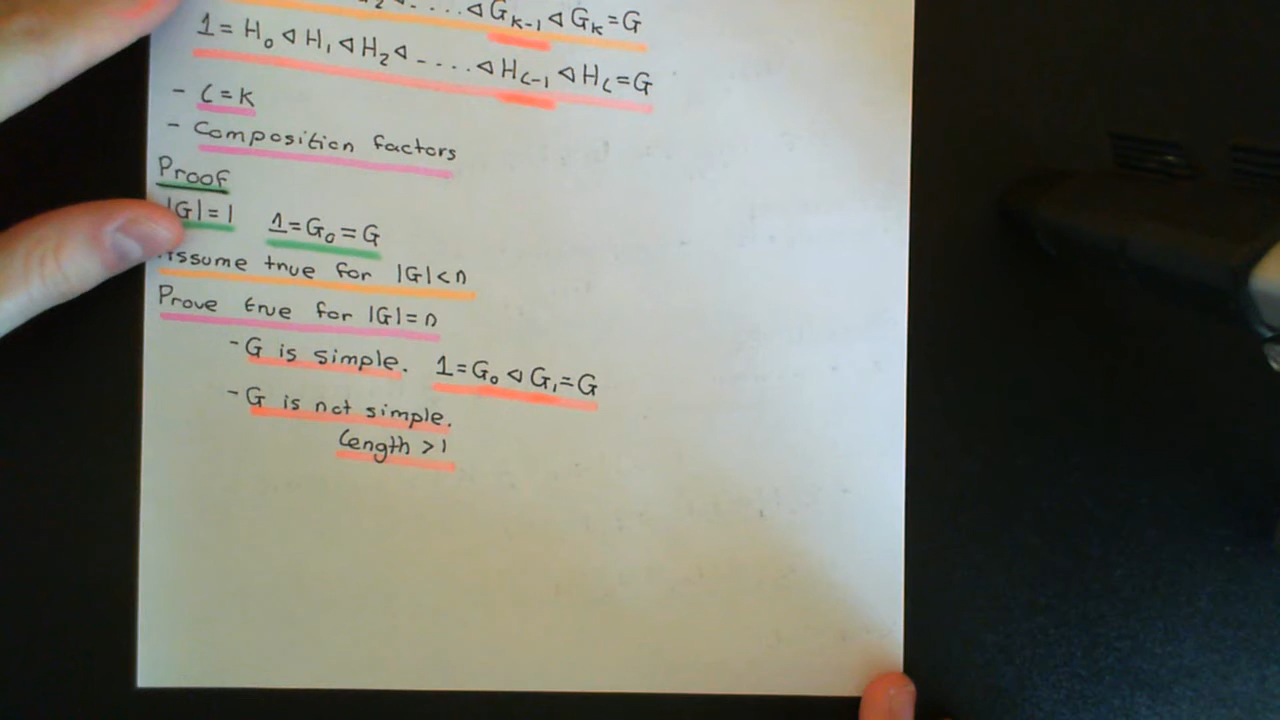 2 ◁ . . . . ◁ G_{K-1} ◁ G_K = G
1 = H_0 ◁ H_1 ◁ H_2 ◁ - . . . . ◁ H_{L-1} ◁ H_L = G
- L = K
- Composition factors
Proof
|G| = 1   1 = G_0 = G
ssume true for |G| < n
Prove true for |G| = n
- G is simple.   1 = G_0 ◁ G_1 = G
- G is not simple.
Length > 1